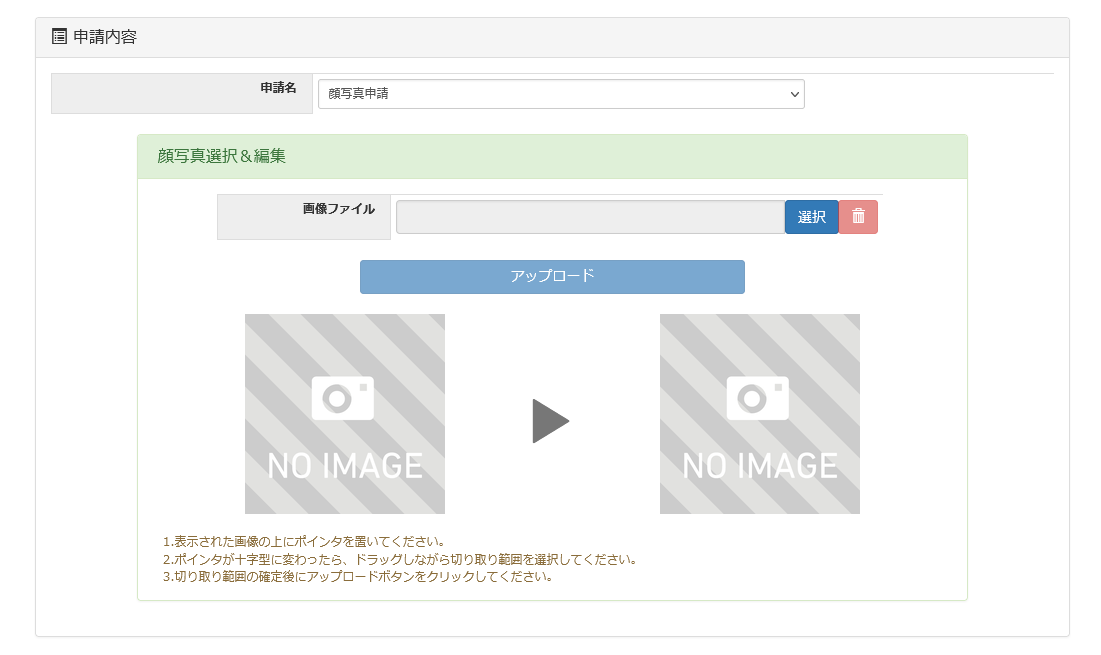 申請内容
申請名
顔写真申請
顔写真選択＆編集
画像ファイル
選択
アップロード
NO IMAGE
NO IMAGE
1.表示された画像の上にポインタを置いてください。
2.ポインタが十字型に変わったら、ドラッグしながら切り取り範囲を選択してください。
3.切り取り範囲の確定後にアップロードボタンをクリックしてください。